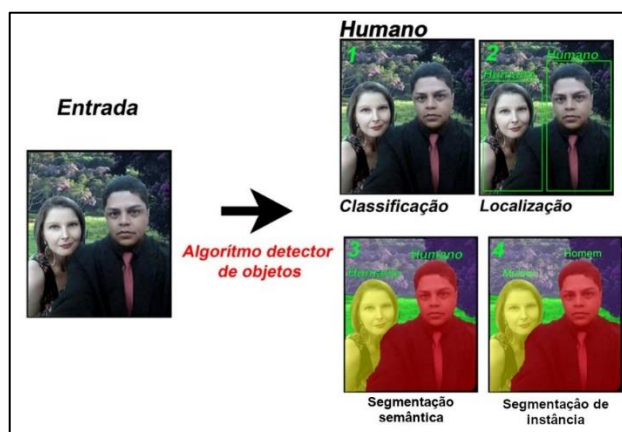 Entrada
Algorítmo detector
de objetos
Humano
1
Classificação
2
Humano
Humano
Localização
3
Humano
Humano
Segmentação
semântica
4
Mulher
Homem
Segmentação de
instância